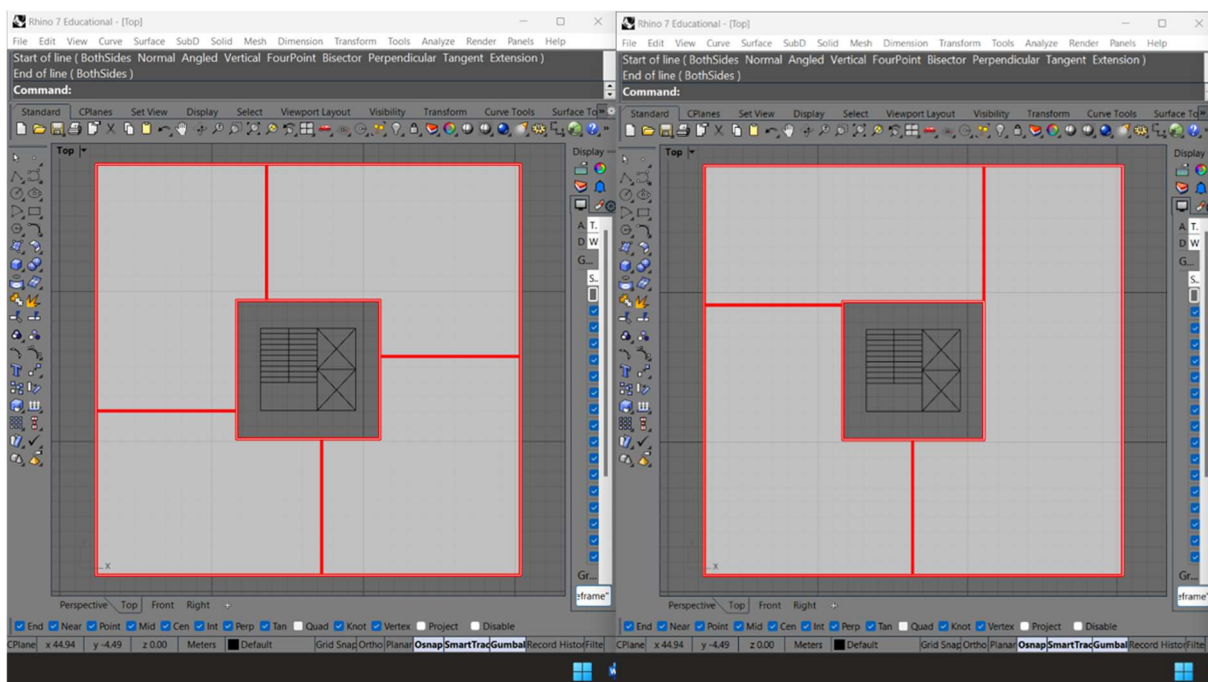 Rhino 7 Educational - [Top]
File Edit View Curve Surface SubD Solid Mesh Dimension Transform Tools Analyze Render Panels Help
Start of line ( BothSides Normal Angled Vertical FourPoint Bisector Perpendicular Tangent Extension )
End of line ( BothSides )
Command:
Standard CPlanes Set View Display Select Viewport Layout Visibility Transform Curve Tools Surface To
Top
Display
A. T.
D W
G...
S..
x
Gr...
eframe"
Perspective Top Front Right
End Near Point Mid Cen Int Perp Tan Quad Knot Vertex Project Disable
CPlane x 44.94 y -4.49 z 0.00 Meters Default Grid Snap Ortho Planar Osnap SmartTrac Gumbal Record Histor Filte
Rhino 7 Educational - [Top]
File Edit View Curve Surface SubD Solid Mesh Dimension Transform Tools Analyze Render Panels Help
Start of line ( BothSides Normal Angled Vertical FourPoint Bisector Perpendicular Tangent Extension )
End of line ( BothSides )
Command:
Standard CPlanes Set View Display Select Viewport Layout Visibility Transform Curve Tools Surface To
Top
Display
A. T.
D W
G...
S..
x
Gr...
eframe"
Perspective Top Front Right
End Near Point Mid Cen Int Perp Tan Quad Knot Vertex Project Disable
CPlane x 44.94 y -4.49 z 0.00 Meters Default Grid Snap Ortho Planar Osnap SmartTrac Gumbal Record Histor Filte